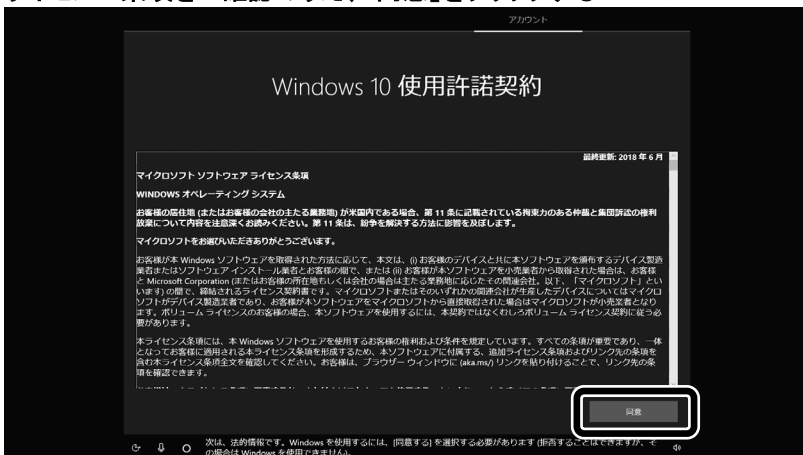 アカウント
Windows 10 使用許諾契約
最終更新: 2018 年 6 月
マイクロソフト ソフトウェア ライセンス条項
WINDOWS オペレーティング システム
お客様の居住地 (またはお客様の会社の主たる業務地) が米国内である場合、第 11 条に記載されている拘束力のある仲裁と集団訴訟の権利
放棄について内容を注意深くお読みください。第 11 条は、紛争を解決する方法に影響を及ぼします。
マイクロソフトをお選びいただきありがとうございます。
お客様が本 Windows ソフトウェアを取得された方法に応じて、本文は、(i) お客様のデバイスと共に本ソフトウェアを頒布するデバイス製造
業者またはソフトウェア インストール業者とお客様の間で、または (ii) お客様が本ソフトウェアを小売業者から取得された場合は、お客様
と Microsoft Corporation (またはお客様の所在地もしくは会社の場合は主たる業務地に応じたその関連会社。以下、「マイクロソフト」とい
います) の間で、締結されるライセンス契約書です。マイクロソフトまたはそのいずれかの関連会社が生産したデバイスについてはマイクロ
ソフトがデバイス製造業者であり、お客様が本ソフトウェアをマイクロソフトから直接取得された場合はマイクロソフトが小売業者となり
ます。ボリューム ライセンスのお客様の場合、本ソフトウェアを使用するには、本契約ではなくむしろボリューム ライセンス契約に従う必
要があります。
本ライセンス条項には、本 Windows ソフトウェアを使用するお客様の権利および条件を規定しています。すべての条項が重要であり、一体
となってお客様に適用される本ライセンス条項を形成するため、本ソフトウェアに付属する、追加ライセンス条項およびリンク先の条項を
含む本ライセンス条項全文を確認してください。お客様は、ブラウザー ウィンドウに (aka.ms/) リンクを貼り付けることで、リンク先の条
項を確認できます。
同意
次は、法的情報です。Windows を使用するには、[同意する] を選択する必要があります (拒否することはできますが、そ
の場合は Windows を使用できません)。